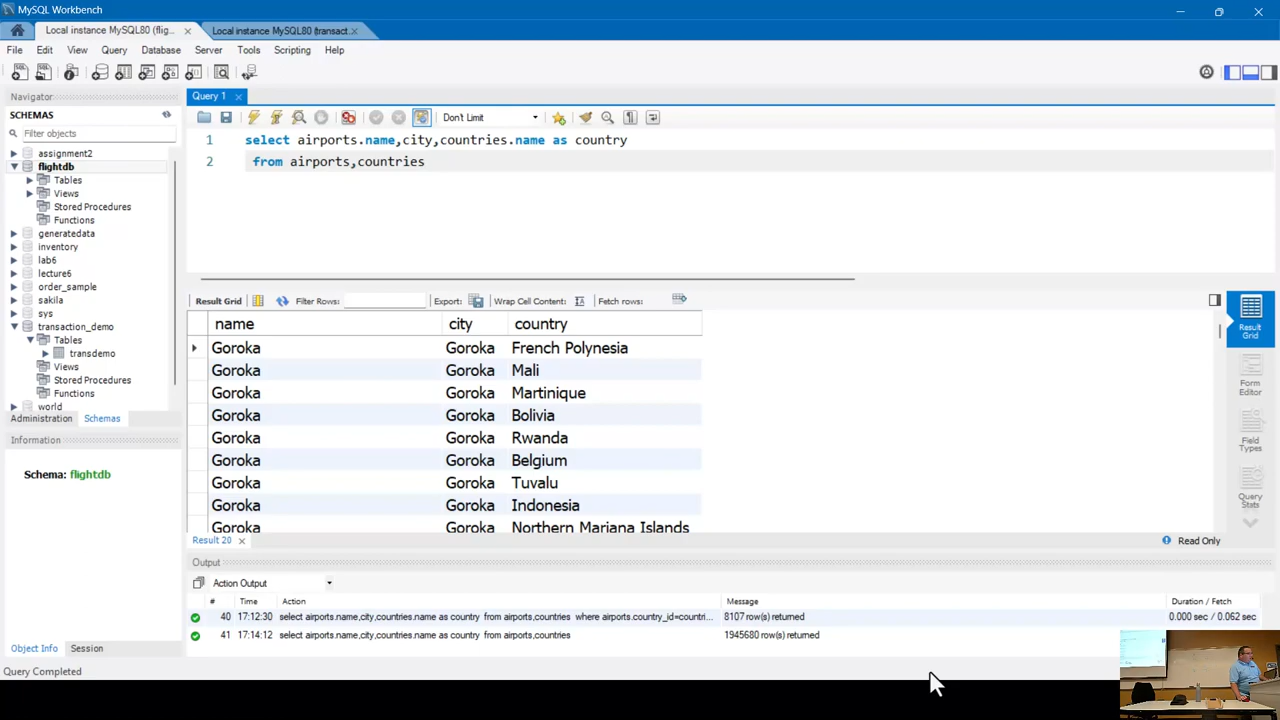 MySQL Workbench
Local instance MySQL80 (flig...
Local instance MySQL80 (transact...
File Edit View Query Database Server Tools Scripting Help
Navigator
SCHEMAS
Filter objects
assignment2
flightdb
Tables
Views
Stored Procedures
Functions
generatedata
inventory
lab6
lecture6
order_sample
sakila
sys
transaction_demo
Tables
transdemo
Views
Stored Procedures
Functions
world
Administration Schemas
Information
Schema: flightdb
Object Info Session
Query 1
Don't Limit
1 select airports.name,city,countries.name as country
2 from airports,countries
Result Grid Filter Rows: Export: Wrap Cell Content: Fetch rows:
name city country
Goroka Goroka French Polynesia
Goroka Goroka Mali
Goroka Goroka Martinique
Goroka Goroka Bolivia
Goroka Goroka Rwanda
Goroka Goroka Belgium
Goroka Goroka Tuvalu
Goroka Goroka Indonesia
Goroka Goroka Northern Mariana Islands
Result Grid
Form Editor
Field Types
Query Stats
Result 20
Read Only
Output
Action Output
# Time Action Message Duration / Fetch
40 17:12:30 select airports.name,city,countries.name as country from airports,countries where airports.country_id=countri... 8107 row(s) returned 0.000 sec / 0.062 sec
41 17:14:12 select airports.name,city,countries.name as country from airports,countries 1945680 row(s) returned
Query Completed